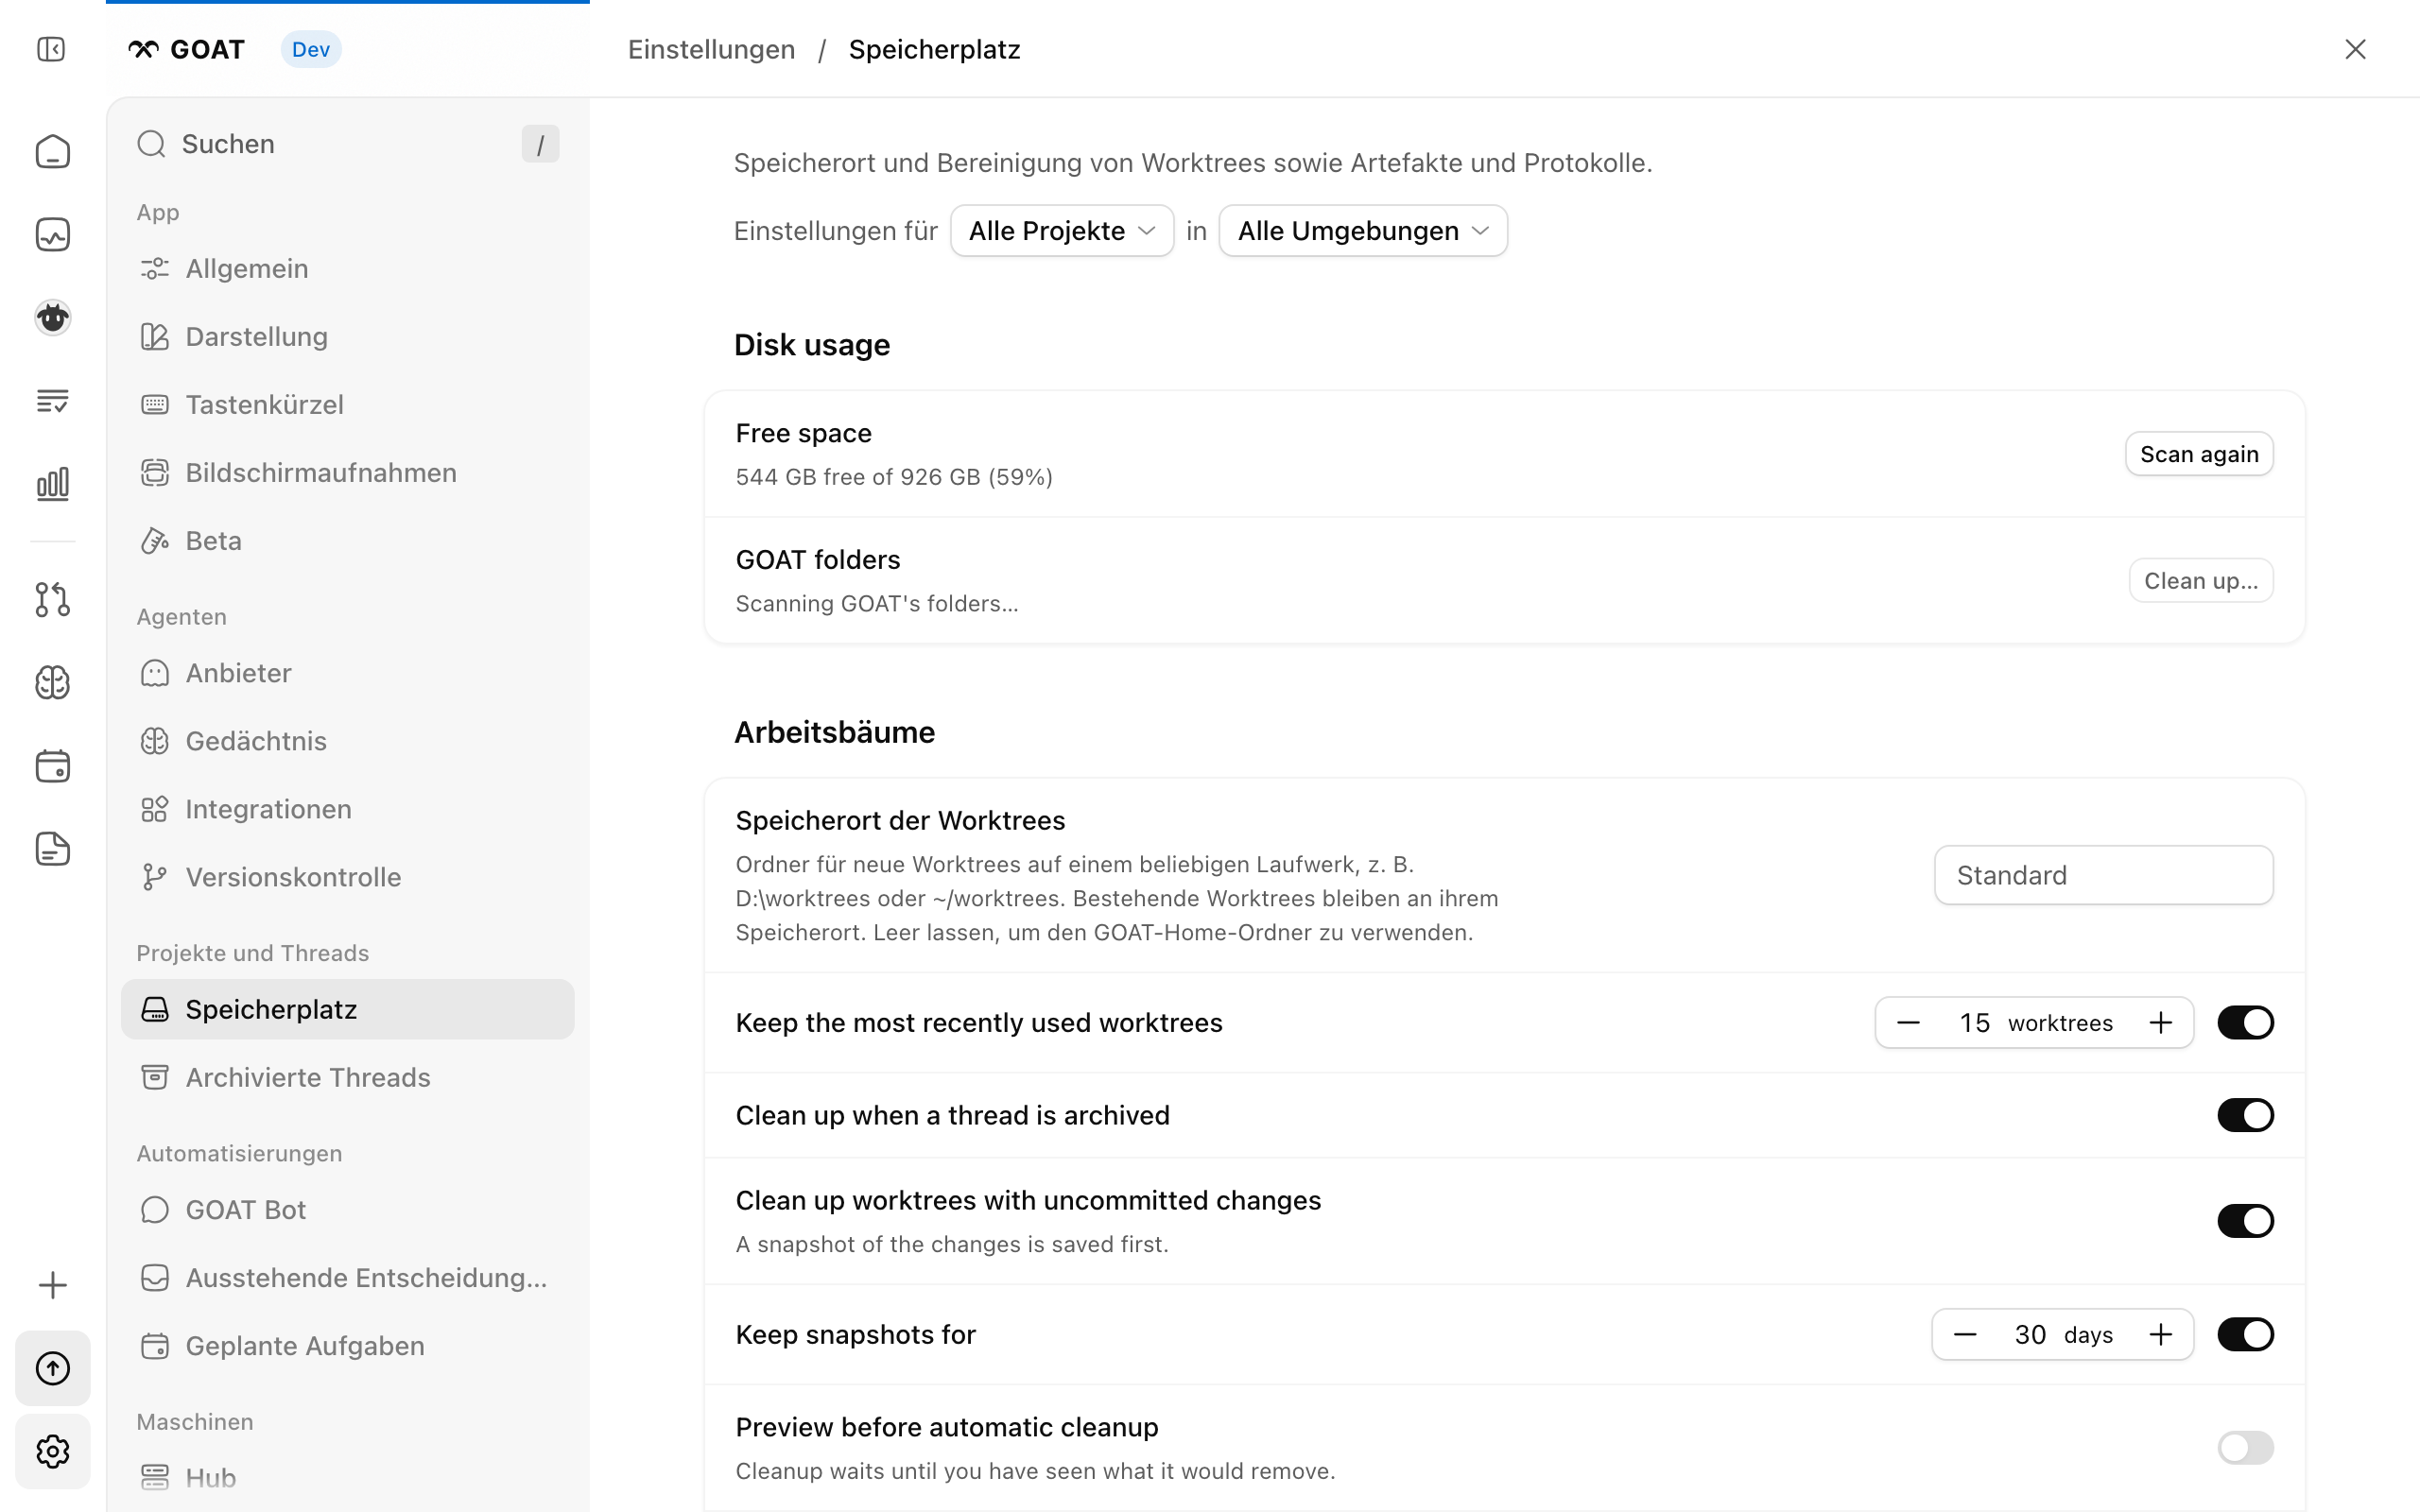 GOAT Dev
Suchen /
App
Allgemein
Darstellung
Tastenkürzel
Bildschirmaufnahmen
Beta
Agenten
Anbieter
Gedächtnis
Integrationen
Versionskontrolle
Projekte und Threads
Speicherplatz
Archivierte Threads
Automatisierungen
GOAT Bot
Ausstehende Entscheidung...
Geplante Aufgaben
Maschinen
Hub
Einstellungen / Speicherplatz
Speicherort und Bereinigung von Worktrees sowie Artefakte und Protokolle.
Einstellungen für Alle Projekte in Alle Umgebungen
Disk usage
Free space
544 GB free of 926 GB (59%)
Scan again
GOAT folders
Scanning GOAT's folders...
Clean up...
Arbeitsbäume
Speicherort der Worktrees
Ordner für neue Worktrees auf einem beliebigen Laufwerk, z. B.
D:\worktrees oder ~/worktrees. Bestehende Worktrees bleiben an ihrem
Speicherort. Leer lassen, um den GOAT-Home-Ordner zu verwenden.
Standard
Keep the most recently used worktrees
15 worktrees
Clean up when a thread is archived
Clean up worktrees with uncommitted changes
A snapshot of the changes is saved first.
Keep snapshots for
30 days
Preview before automatic cleanup
Cleanup waits until you have seen what it would remove.